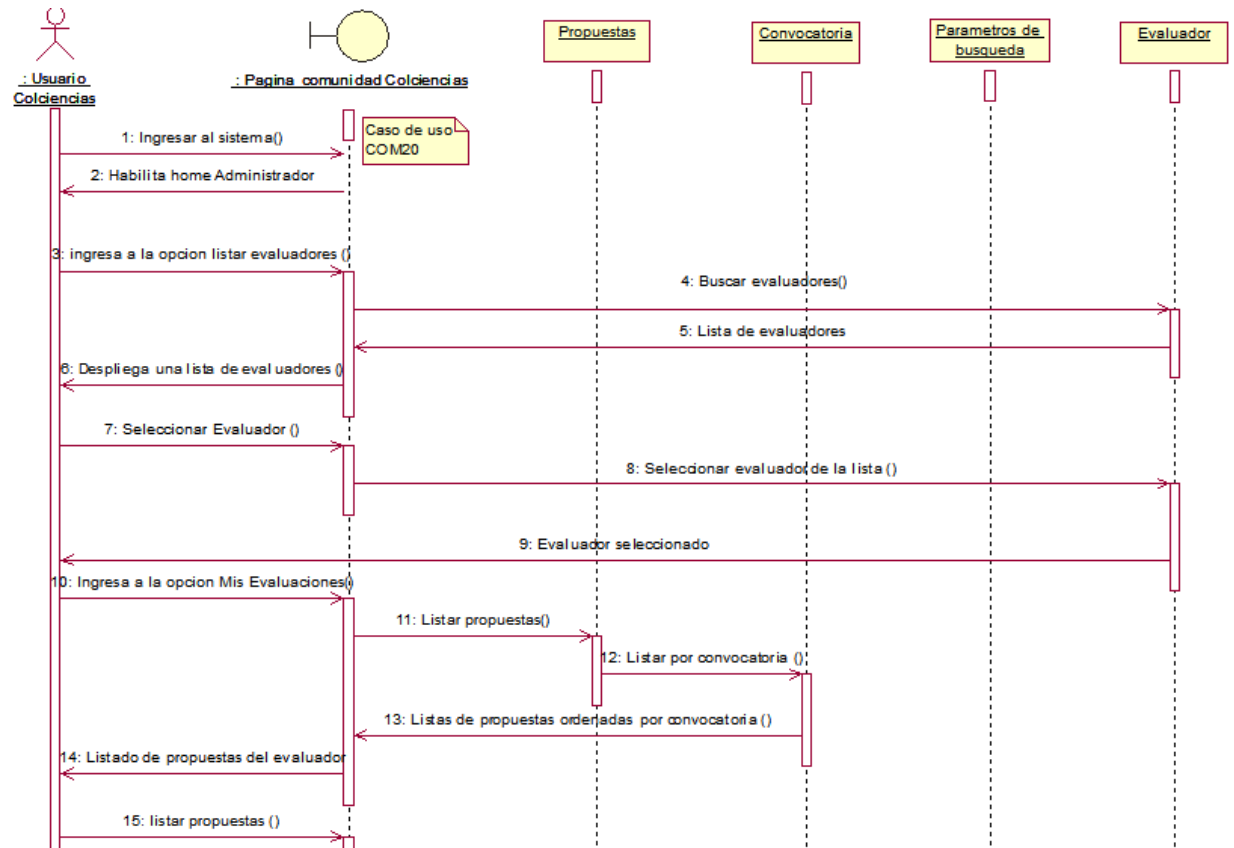 : Usuario
Colciencias
: Pagina comunidad Colciencias
Propuestas
Convocatoria
Parametros de
busqueda
Evaluador
Caso de uso
COM20
1: Ingresar al sistema()
2: Habilita home Administrador
3: ingresa a la opcion listar evaluadores ()
4: Buscar evaluadores()
5: Lista de evaluadores
6: Despliega una lista de evaluadores ()
7: Seleccionar Evaluador ()
8: Seleccionar evaluador de la lista ()
9: Evaluador seleccionado
10: Ingresa a la opcion Mis Evaluaciones()
11: Listar propuestas()
12: Listar por convocatoria ()
13: Listas de propuestas ordenadas por convocatoria ()
14: Listado de propuestas del evaluador
15: listar propuestas ()